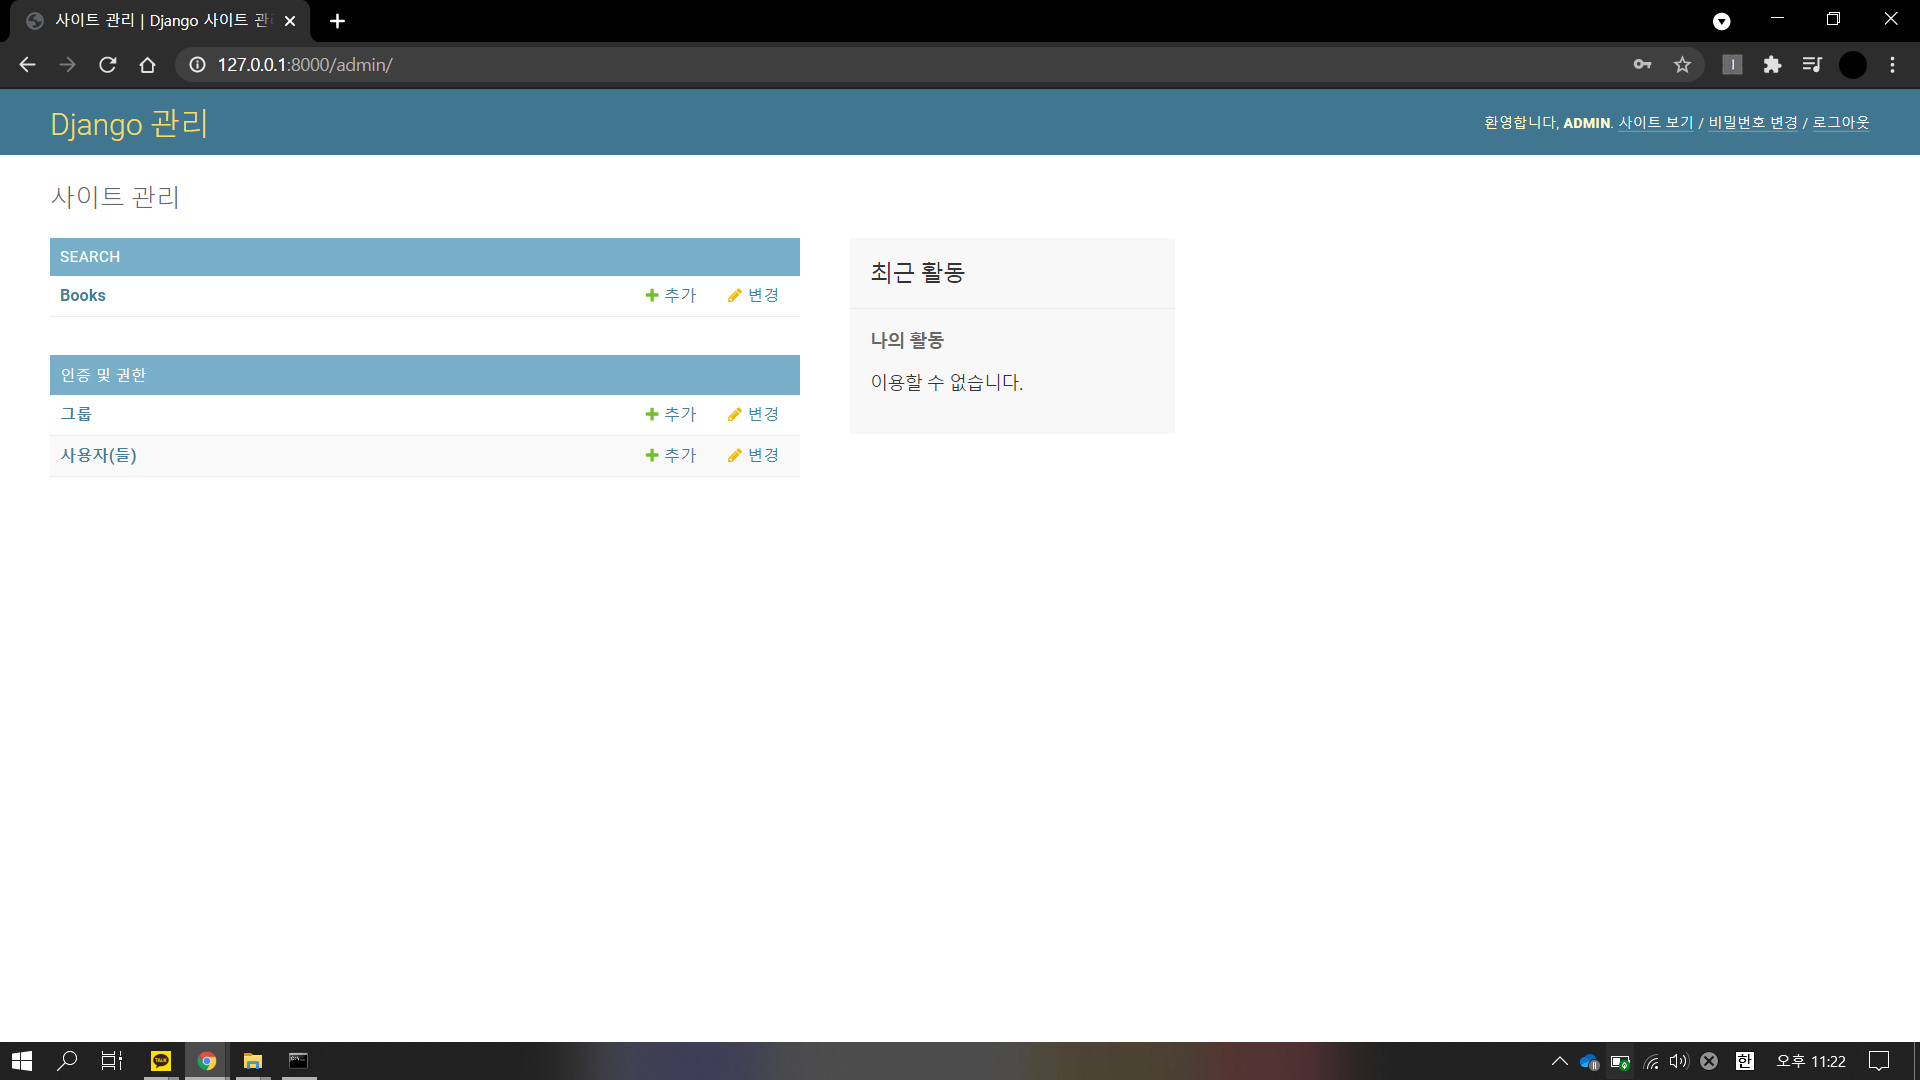 사이트 관리 | Django 사이트 관
127.0.0.1:8000/admin/
Django 관리
환영합니다, ADMIN. 사이트 보기 / 비밀번호 변경 / 로그아웃
사이트 관리
SEARCH
Books 추가 변경
인증 및 권한
그룹 추가 변경
사용자(들) 추가 변경
최근 활동
나의 활동
이용할 수 없습니다.
TALK
한
오후 11:22